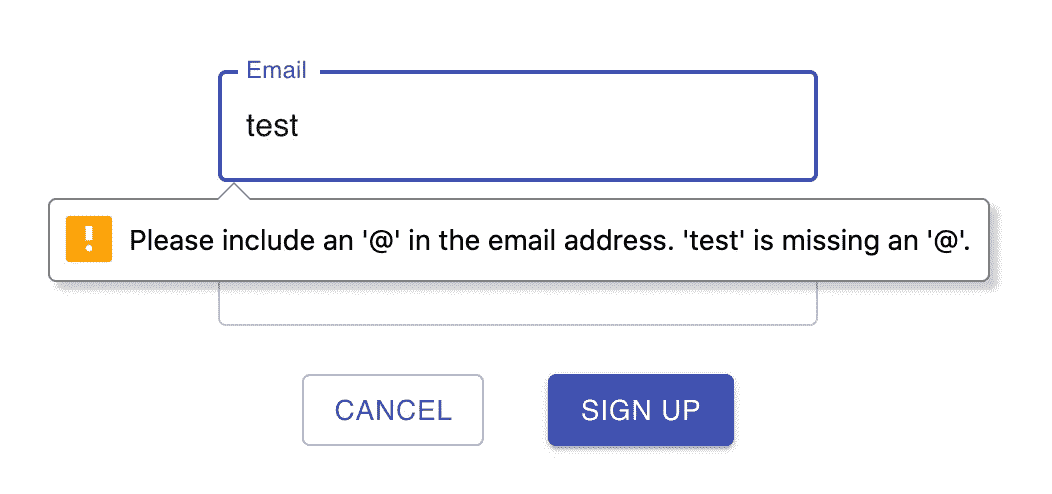 Email
test
Please include an '@' in the email address. 'test' is missing an '@'.
CANCEL
SIGN UP